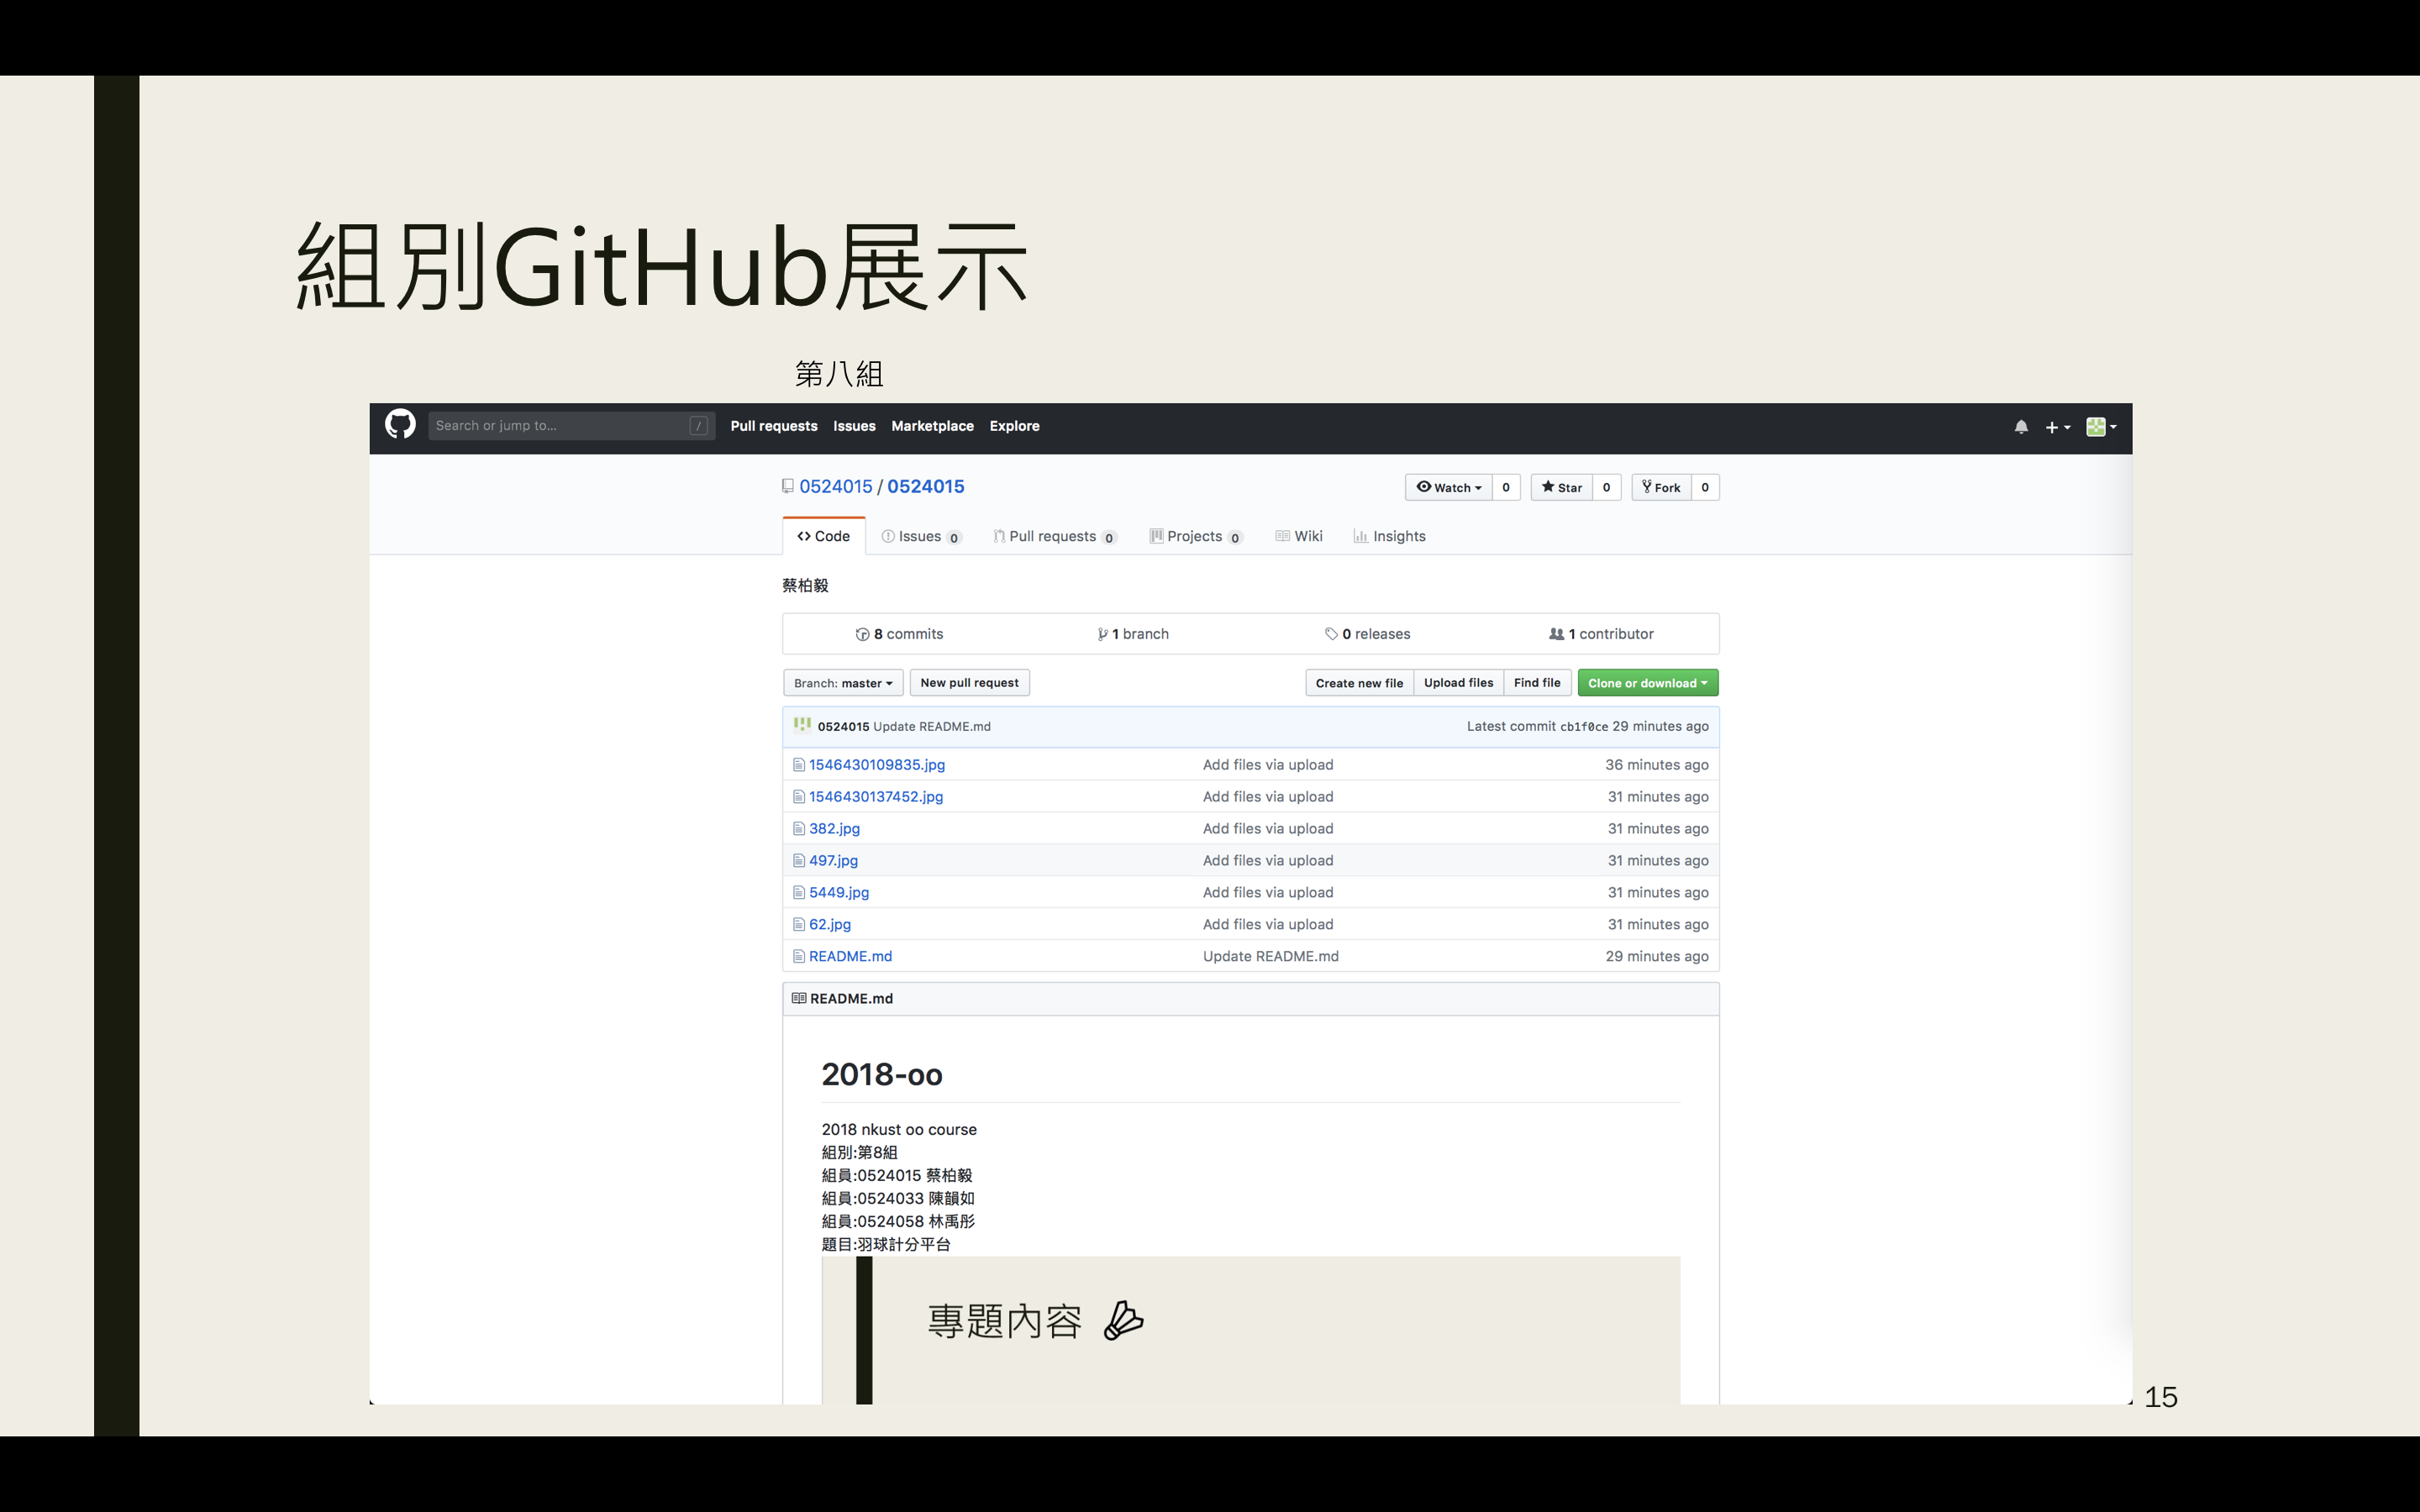 組別GitHub展示
第八組
Search or jump to... /
Pull requests Issues Marketplace Explore
0524015 / 0524015
Watch 0 Star 0 Fork 0
Code Issues 0 Pull requests 0 Projects 0 Wiki Insights
蔡柏毅
8 commits 1 branch 0 releases 1 contributor
Branch: master New pull request Create new file Upload files Find file Clone or download
0524015 Update README.md Latest commit cb1f0ce 29 minutes ago
1546430109835.jpg Add files via upload 36 minutes ago
1546430137452.jpg Add files via upload 31 minutes ago
382.jpg Add files via upload 31 minutes ago
497.jpg Add files via upload 31 minutes ago
5449.jpg Add files via upload 31 minutes ago
62.jpg Add files via upload 31 minutes ago
README.md Update README.md 29 minutes ago
README.md
2018-oo
2018 nkust oo course
組別:第8組
組員:0524015 蔡柏毅
組員:0524033 陳韻如
組員:0524058 林禹彤
題目:羽球計分平台
專題內容
15